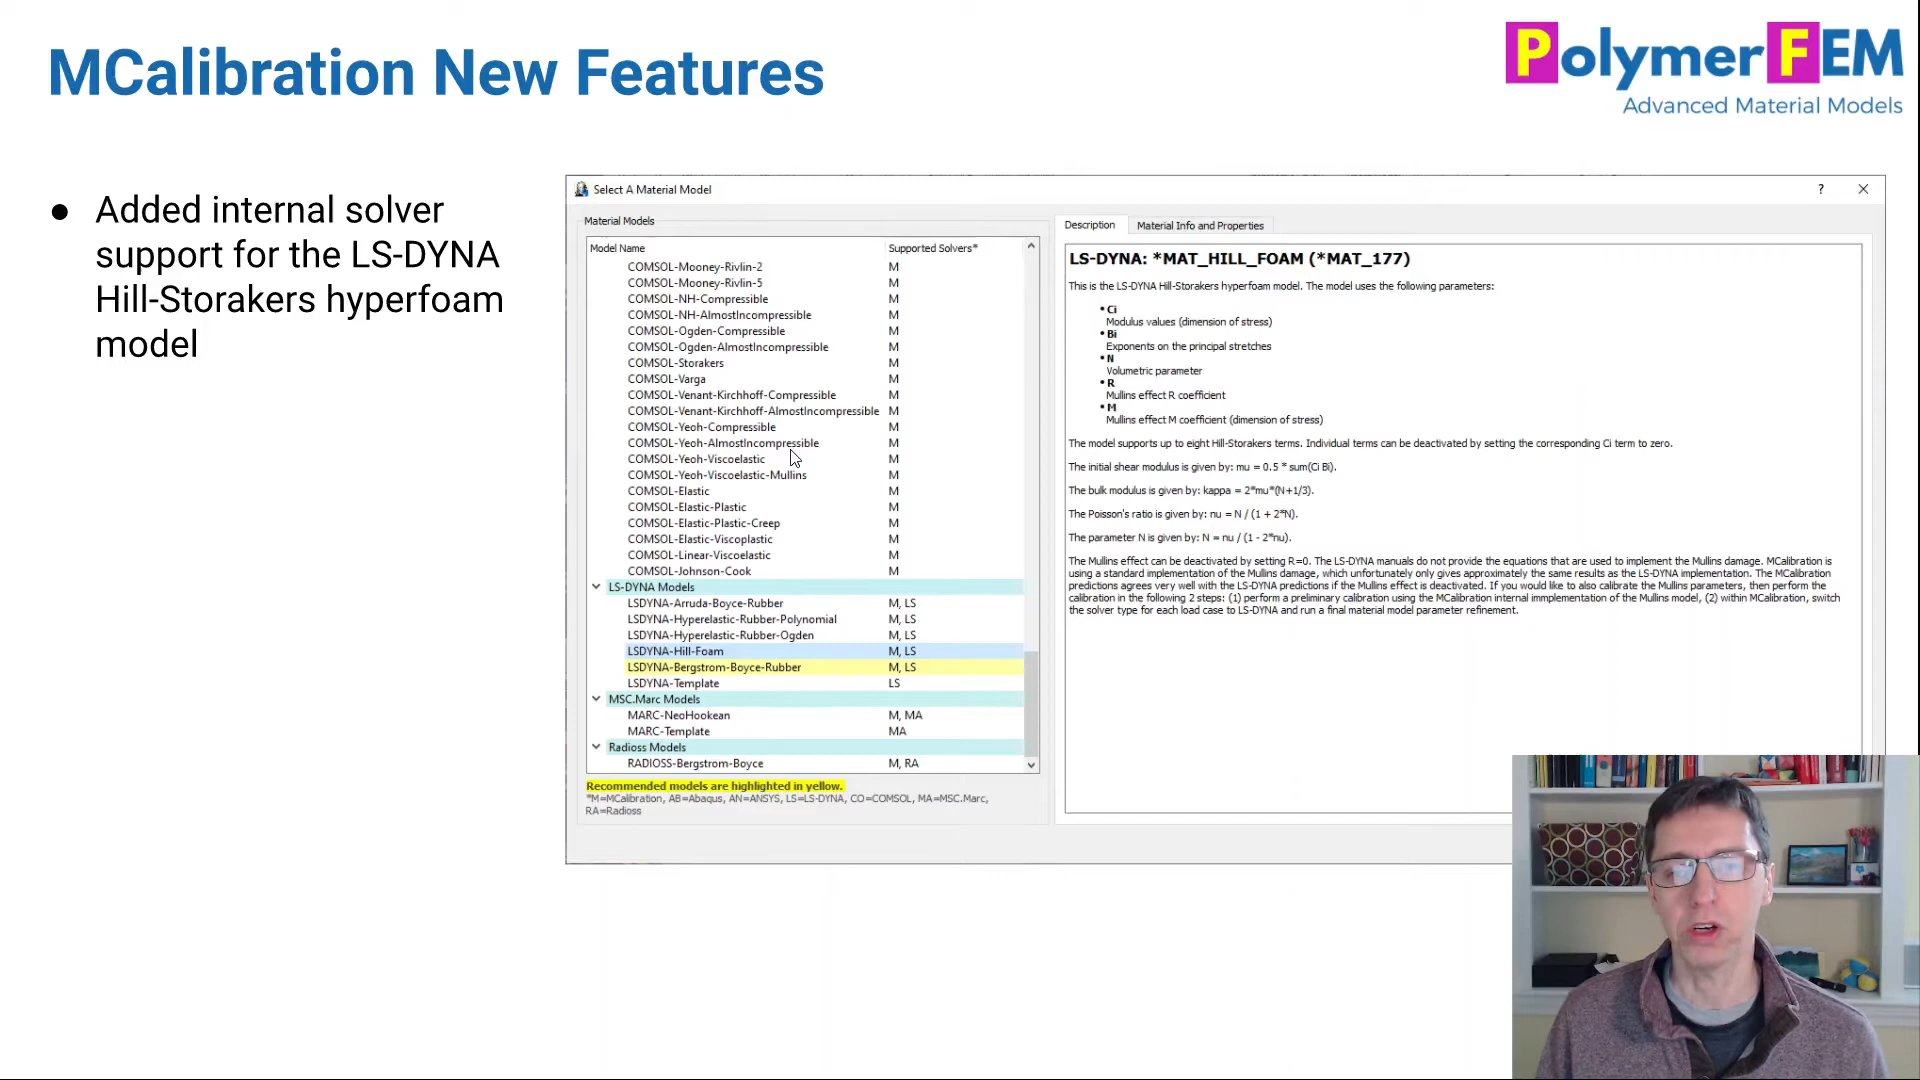 MCalibration New Features
PolymerFEM
Advanced Material Models
● Added internal solver
support for the LS-DYNA
Hill-Storakers hyperfoam
model
Select A Material Model
?
Material Models
Model Name Supported Solvers*
COMSOL-Mooney-Rivlin-2 M
COMSOL-Mooney-Rivlin-5 M
COMSOL-NH-Compressible M
COMSOL-NH-AlmostIncompressible M
COMSOL-Ogden-Compressible M
COMSOL-Ogden-AlmostIncompressible M
COMSOL-Storakers M
COMSOL-Varga M
COMSOL-Venant-Kirchhoff-Compressible M
COMSOL-Venant-Kirchhoff-AlmostIncompressible M
COMSOL-Yeoh-Compressible M
COMSOL-Yeoh-AlmostIncompressible M
COMSOL-Yeoh-Viscoelastic M
COMSOL-Yeoh-Viscoelastic-Mullins M
COMSOL-Elastic M
COMSOL-Elastic-Plastic M
COMSOL-Elastic-Plastic-Creep M
COMSOL-Elastic-Viscoplastic M
COMSOL-Linear-Viscoelastic M
COMSOL-Johnson-Cook M
LS-DYNA Models
LSDYNA-Arruda-Boyce-Rubber M, LS
LSDYNA-Hyperelastic-Rubber-Polynomial M, LS
LSDYNA-Hyperelastic-Rubber-Ogden M, LS
LSDYNA-Hill-Foam M, LS
LSDYNA-Bergstrom-Boyce-Rubber M, LS
LSDYNA-Template LS
MSC.Marc Models
MARC-NeoHookean M, MA
MARC-Template MA
Radioss Models
RADIOSS-Bergstrom-Boyce M, RA
Recommended models are highlighted in yellow.
*M=MCalibration, AB=Abaqus, AN=ANSYS, LS=LS-DYNA, CO=COMSOL, MA=MSC.Marc,
RA=Radioss
Description Material Info and Properties
LS-DYNA: *MAT_HILL_FOAM (*MAT_177)
This is the LS-DYNA Hill-Storakers hyperfoam model. The model uses the following parameters:
• Ci
Modulus values (dimension of stress)
• Bi
Exponents on the principal stretches
• N
Volumetric parameter
• R
Mullins effect R coefficient
• M
Mullins effect M coefficient (dimension of stress)
The model supports up to eight Hill-Storakers terms. Individual terms can be deactivated by setting the corresponding Ci term to zero.
The initial shear modulus is given by: mu = 0.5 * sum(Ci Bi).
The bulk modulus is given by: kappa = 2*mu*(N+1/3).
The Poisson's ratio is given by: nu = N / (1 + 2*N).
The parameter N is given by: N = nu / (1 - 2*nu).
The Mullins effect can be deactivated by setting R=0. The LS-DYNA manuals do not provide the equations that are used to implement the Mullins damage. MCalibration is
using a standard implementation of the Mullins damage, which unfortunately only gives approximately the same results as the LS-DYNA implementation. The MCalibration
predictions agrees very well with the LS-DYNA predictions if the Mullins effect is deactivated. If you would like to also calibrate the Mullins parameters, then perform the
calibration in the following 2 steps: (1) perform a preliminary calibration using the MCalibration internal immplementation of the Mullins model, (2) within MCalibration, switch
the solver type for each load case to LS-DYNA and run a final material model parameter refinement.